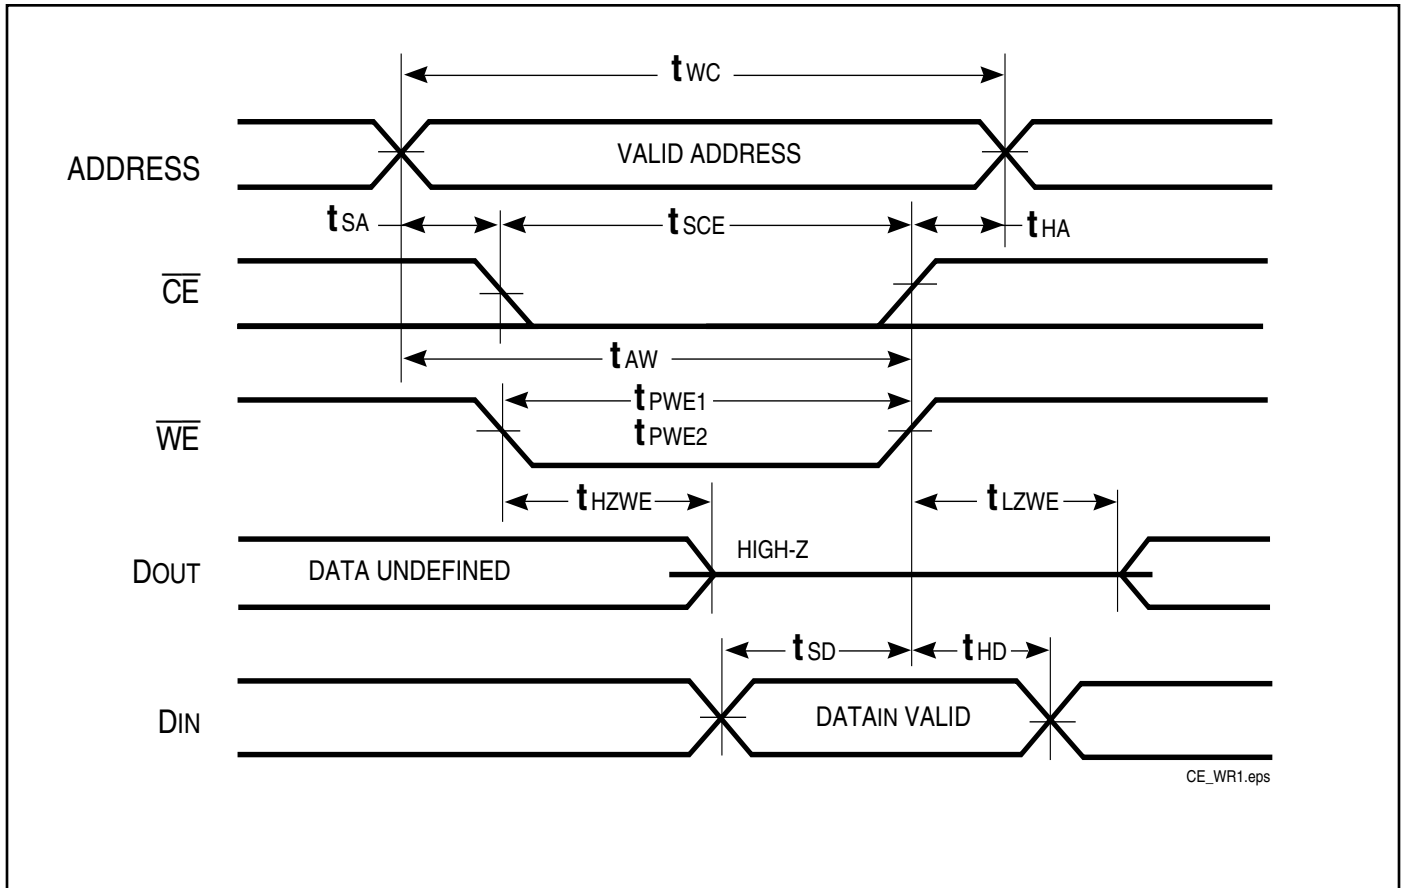 tWC
ADDRESS
VALID ADDRESS
tSA
tSCE
tHA
CE
tAW
tPWE1
WE
tPWE2
tHZWE
tLZWE
HIGH-Z
DOUT
DATA UNDEFINED
tSD
tHD
DIN
DATAIN VALID
CE_WR1.eps